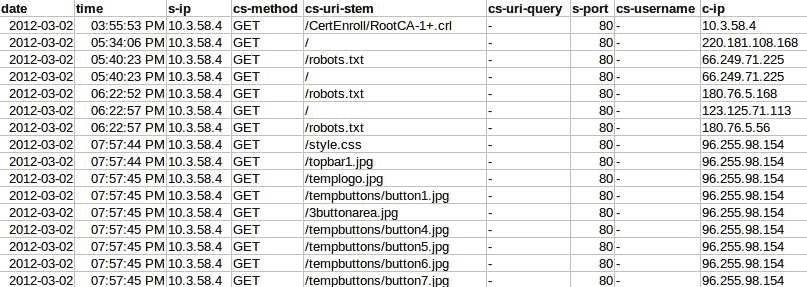 date time s-ip cs-method cs-uri-stem cs-uri-query s-port cs-username c-ip
2012-03-02 03:55:53 PM 10.3.58.4 GET /CertEnroll/RootCA-1+.crl - 80 - 10.3.58.4
2012-03-02 05:34:06 PM 10.3.58.4 GET / - 80 - 220.181.108.168
2012-03-02 05:40:23 PM 10.3.58.4 GET /robots.txt - 80 - 66.249.71.225
2012-03-02 05:40:23 PM 10.3.58.4 GET / - 80 - 66.249.71.225
2012-03-02 06:22:52 PM 10.3.58.4 GET /robots.txt - 80 - 180.76.5.168
2012-03-02 06:22:57 PM 10.3.58.4 GET / - 80 - 123.125.71.113
2012-03-02 06:22:57 PM 10.3.58.4 GET /robots.txt - 80 - 180.76.5.56
2012-03-02 07:57:44 PM 10.3.58.4 GET /style.css - 80 - 96.255.98.154
2012-03-02 07:57:44 PM 10.3.58.4 GET /topbar1.jpg - 80 - 96.255.98.154
2012-03-02 07:57:45 PM 10.3.58.4 GET /templogo.jpg - 80 - 96.255.98.154
2012-03-02 07:57:45 PM 10.3.58.4 GET /tempbuttons/button1.jpg - 80 - 96.255.98.154
2012-03-02 07:57:45 PM 10.3.58.4 GET /3buttonarea.jpg - 80 - 96.255.98.154
2012-03-02 07:57:45 PM 10.3.58.4 GET /tempbuttons/button4.jpg - 80 - 96.255.98.154
2012-03-02 07:57:45 PM 10.3.58.4 GET /tempbuttons/button5.jpg - 80 - 96.255.98.154
2012-03-02 07:57:45 PM 10.3.58.4 GET /tempbuttons/button6.jpg - 80 - 96.255.98.154
2012-03-02 07:57:45 PM 10.3.58.4 GET /tempbuttons/button7.jpg - 80 - 96.255.98.154